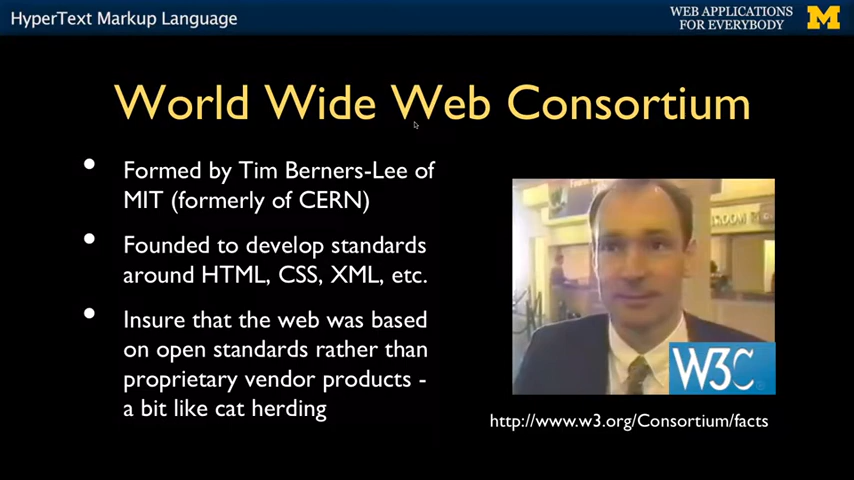 HyperText Markup Language
WEB APPLICATIONS
FOR EVERYBODY
M
World Wide Web Consortium
• Formed by Tim Berners-Lee of
MIT (formerly of CERN)
• Founded to develop standards
around HTML, CSS, XML, etc.
• Insure that the web was based
on open standards rather than
proprietary vendor products -
a bit like cat herding
W3C
http://www.w3.org/Consortium/facts